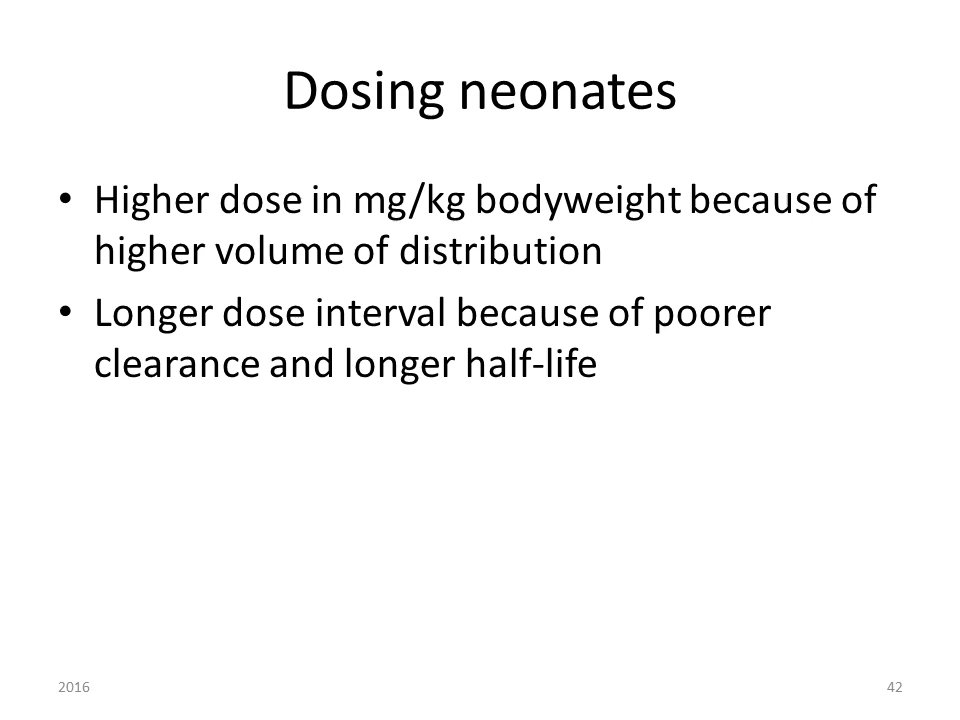 Dosing neonates
• Higher dose in mg/kg bodyweight because of
higher volume of distribution
• Longer dose interval because of poorer
clearance and longer half-life
2016
42